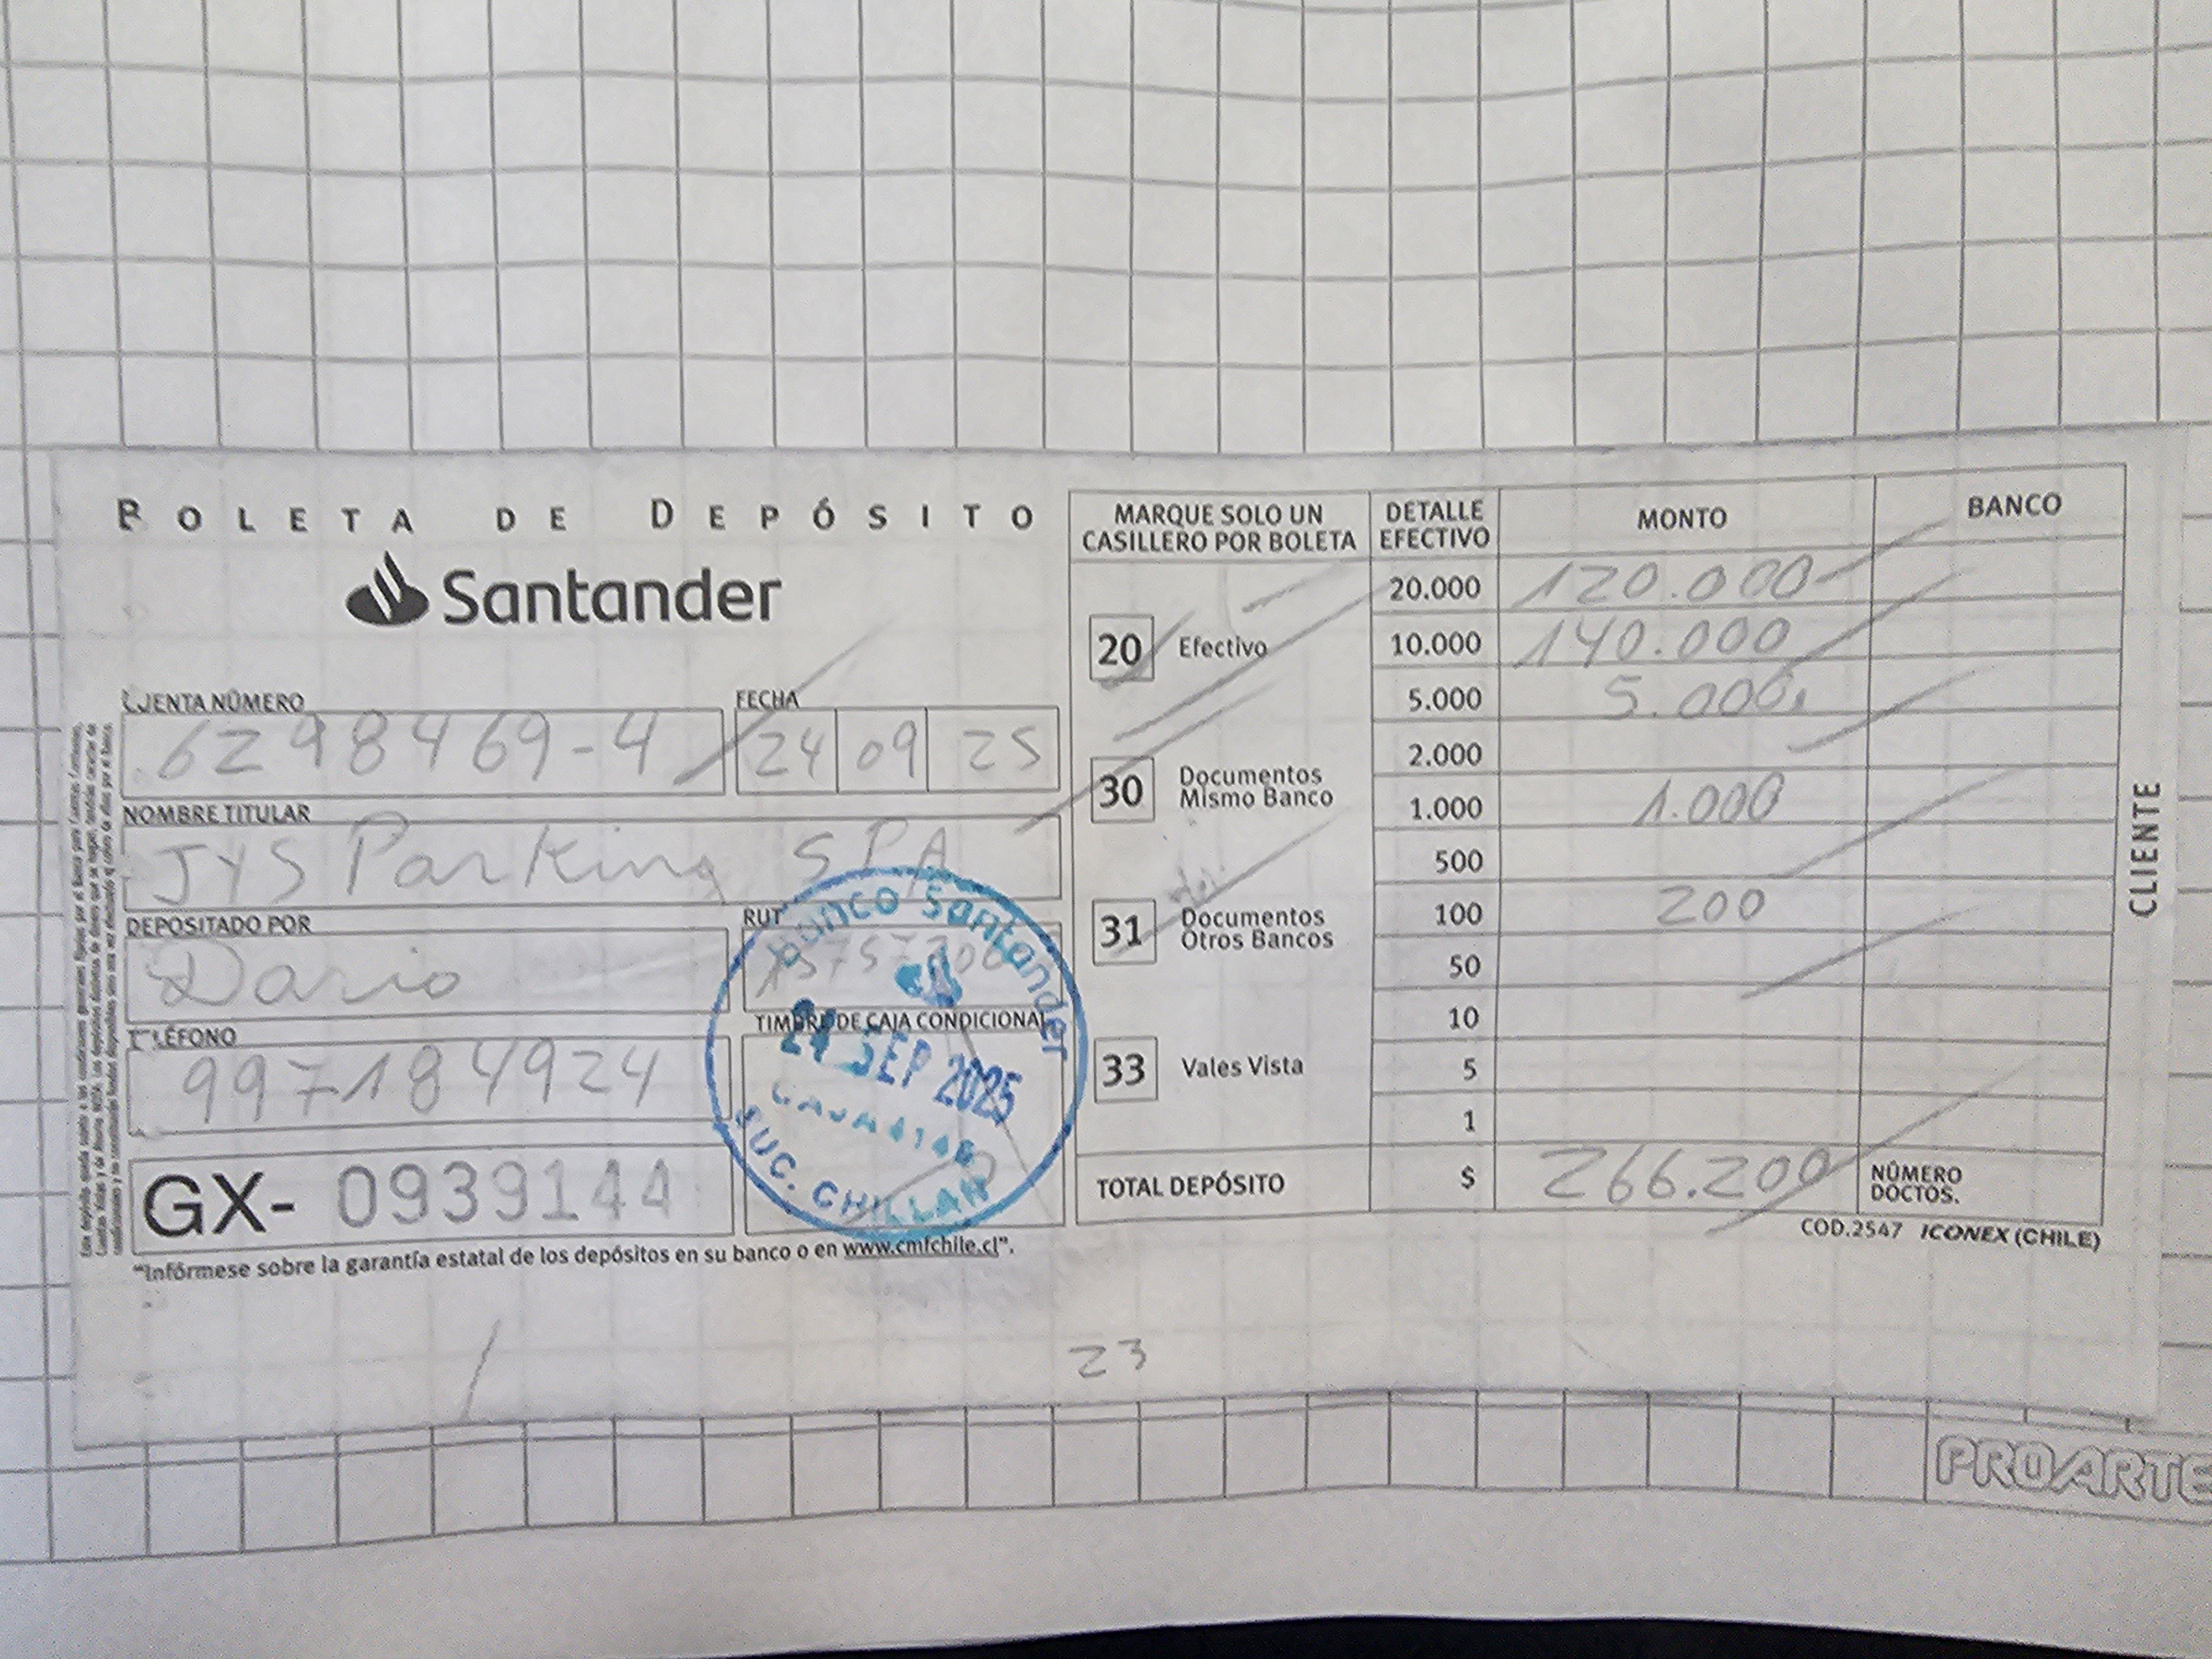 BOLETA DE DEPÓSITO
Santander
CUENTA NÚMERO
6298469-4
FECHA
24 09 25
NOMBRE TITULAR
JYS Parking SPA
DEPOSITADO POR
Dario
RUT
TELÉFONO
997184924
TIMBRE DE CAJA CONDICIONAL
Banco Santander
24 SEP 2025
SUC. CHILLAN
GX- 0939144
"Infórmese sobre la garantía estatal de los depósitos en su banco o en www.cmfchile.cl".
MARQUE SOLO UN CASILLERO POR BOLETA
20 Efectivo
30 Documentos Mismo Banco
31 Documentos Otros Bancos
33 Vales Vista
DETALLE EFECTIVO MONTO BANCO
20.000 120.000
10.000 140.000
5.000 5.000
2.000
1.000 1.000
500
100 200
50
10
5
1
TOTAL DEPÓSITO $ 266.200 NÚMERO DOCTOS.
COD.2547 ICONEX (CHILE)
CLIENTE
23
PROARTE